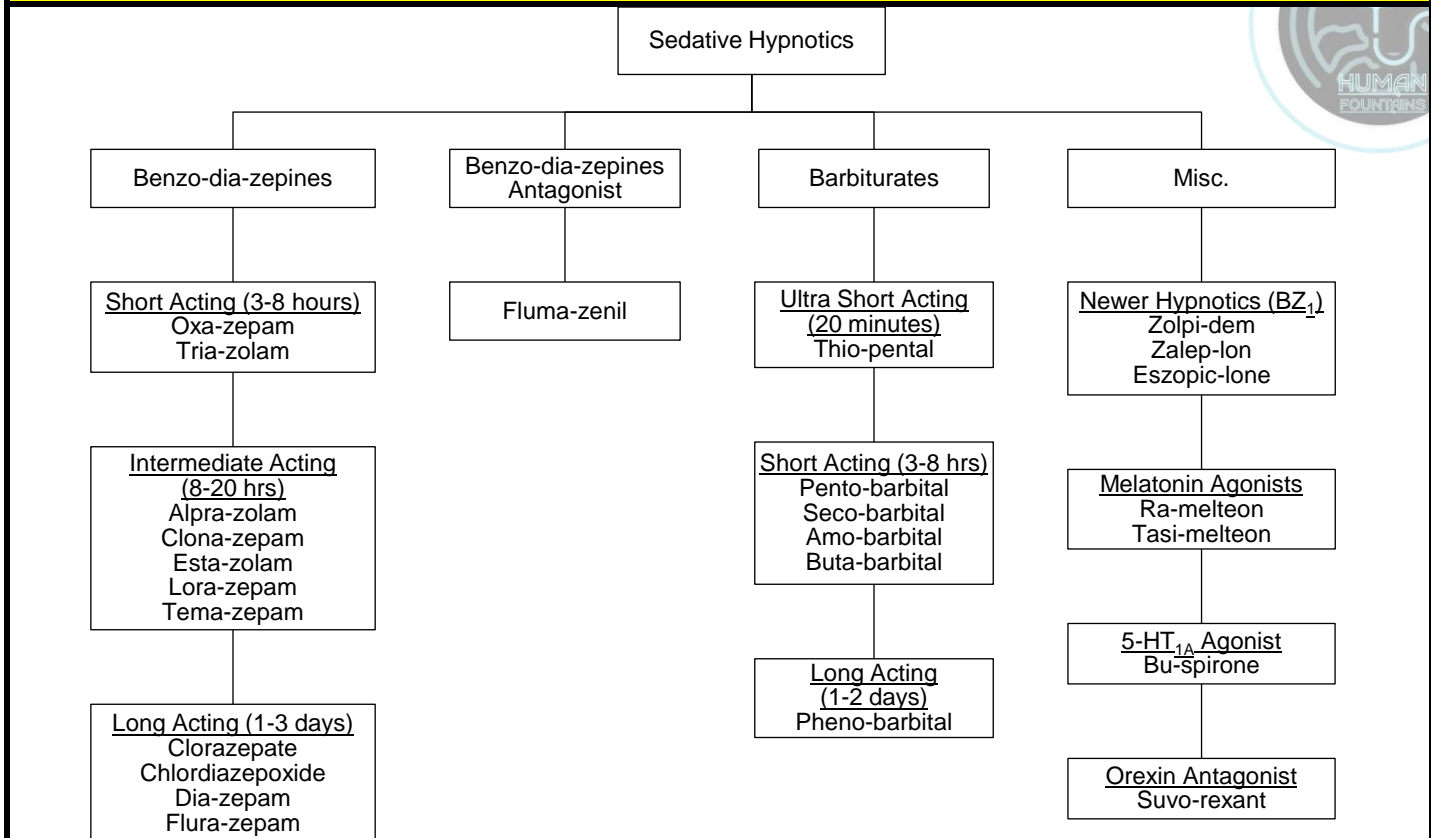 Sedative Hypnotics
HUMAN
FOUNTAINS
Benzo-dia-zepines
Benzo-dia-zepines
Antagonist
Barbiturates
Misc.
Short Acting (3-8 hours)
Oxa-zepam
Tria-zolam
Fluma-zenil
Ultra Short Acting
(20 minutes)
Thio-pental
Newer Hypnotics (BZ1)
Zolpi-dem
Zalep-lon
Eszopic-lone
Intermediate Acting
(8-20 hrs)
Alpra-zolam
Clona-zepam
Esta-zolam
Lora-zepam
Tema-zepam
Short Acting (3-8 hrs)
Pento-barbital
Seco-barbital
Amo-barbital
Buta-barbital
Melatonin Agonists
Ra-melteon
Tasi-melteon
5-HT1A Agonist
Bu-spirone
Long Acting
(1-2 days)
Pheno-barbital
Long Acting (1-3 days)
Clorazepate
Chlordiazepoxide
Dia-zepam
Flura-zepam
Orexin Antagonist
Suvo-rexant